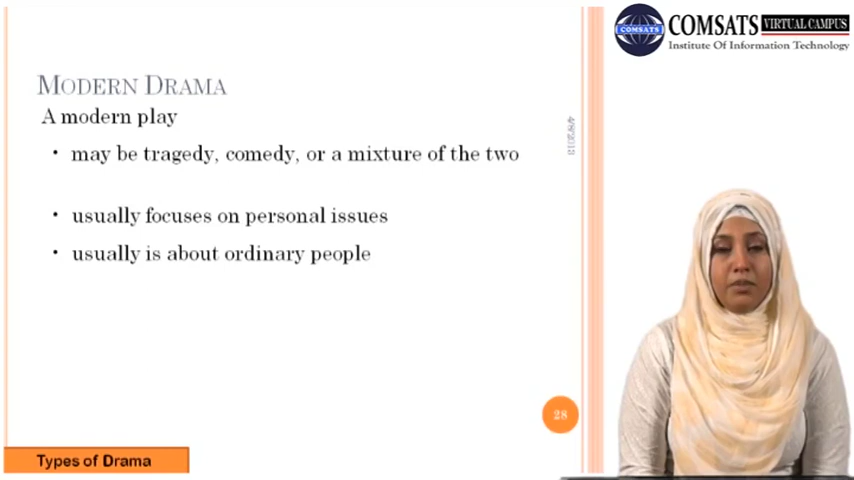 COMSATS VIRTUAL CAMPUS
COMSATS
Institute Of Information Technology
MODERN DRAMA
A modern play
• may be tragedy, comedy, or a mixture of the two
• usually focuses on personal issues
• usually is about ordinary people
28
Types of Drama